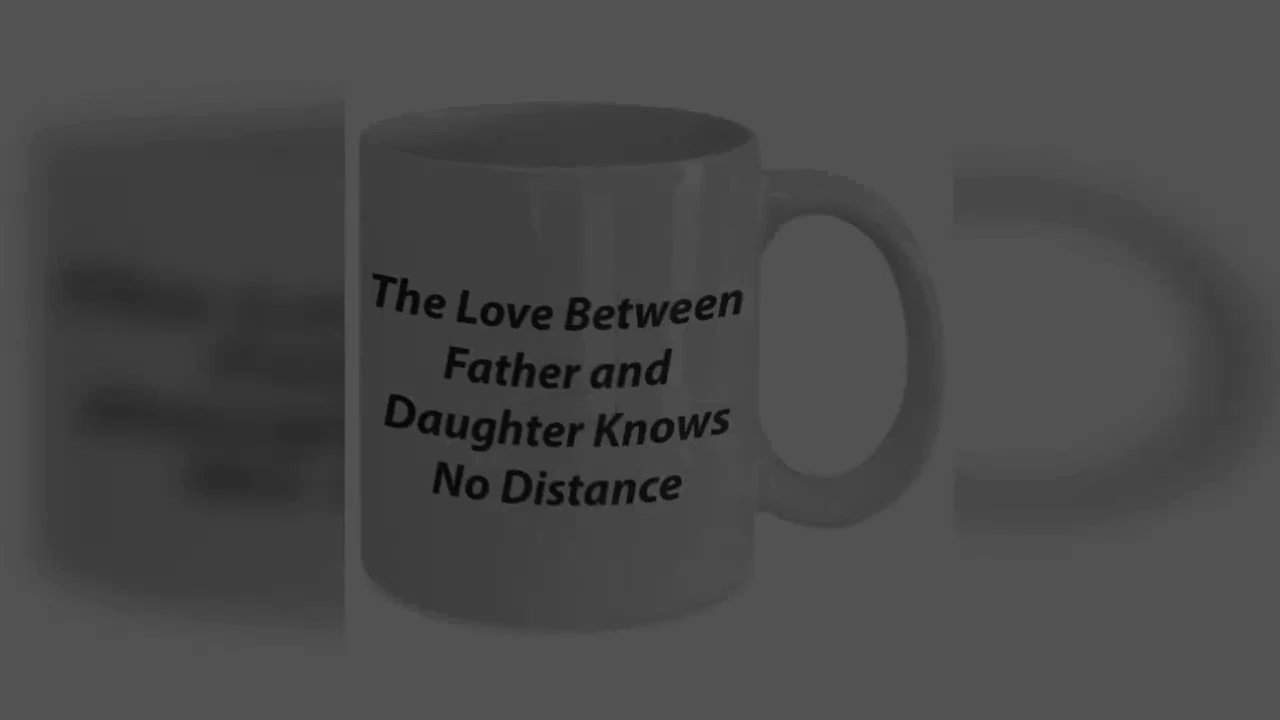 The Love Between
Father and
Daughter Knows
No Distance